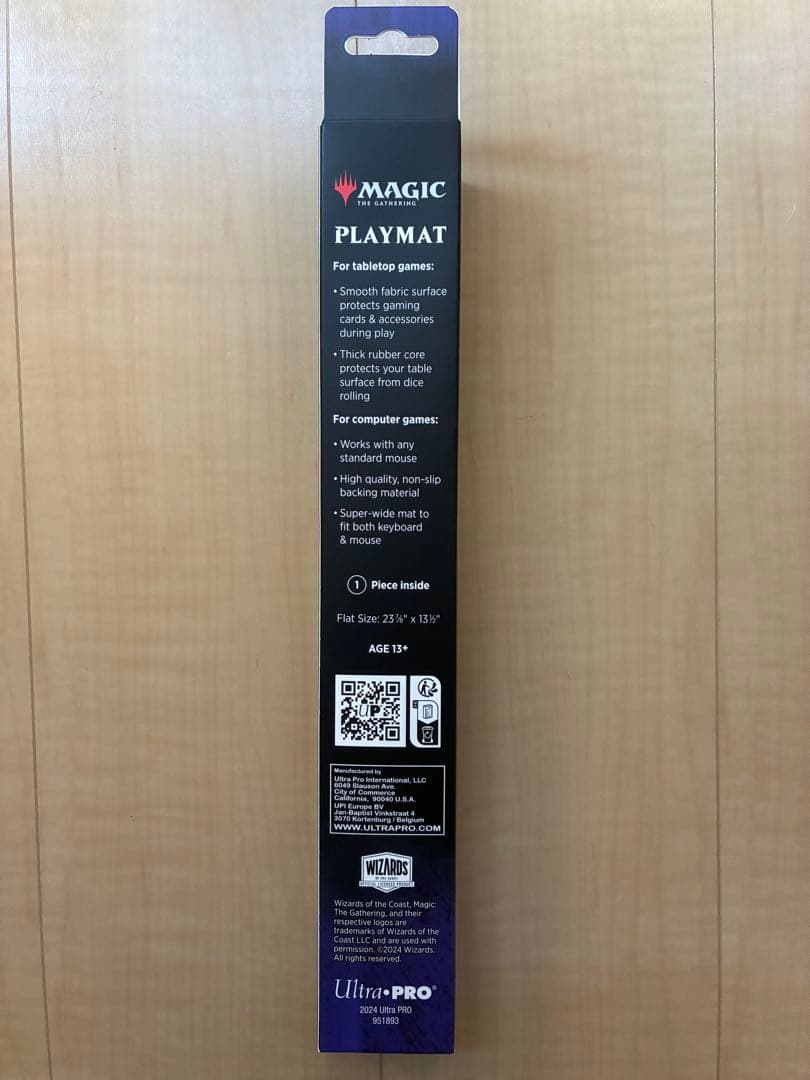 MAGIC
THE GATHERING
PLAYMAT
For tabletop games:
• Smooth fabric surface
protects gaming
cards & accessories
during play
• Thick rubber core
protects your table
surface from dice
rolling
For computer games:
• Works with any
standard mouse
• High quality, non-slip
backing material
• Super-wide mat to
fit both keyboard
& mouse
1 Piece inside
Flat Size: 23⅞" x 13½"
AGE 13+
UP
Manufactured by
Ultra Pro International, LLC
6049 Slauson Ave.
City of Commerce
California, 90040 U.S.A.
UPI Europe BV
Jan-Baptist Vinkstraat 4
3070 Kortenburg / Belgium
WWW.ULTRAPRO.COM
WIZARDS
OF THE COAST
OFFICIAL LICENSED PRODUCT
Wizards of the Coast, Magic:
The Gathering, and their
respective logos are
trademarks of Wizards of the
Coast LLC and are used with
permission. ©2024 Wizards.
All rights reserved.
Ultra•PRO®
2024 Ultra PRO
951893